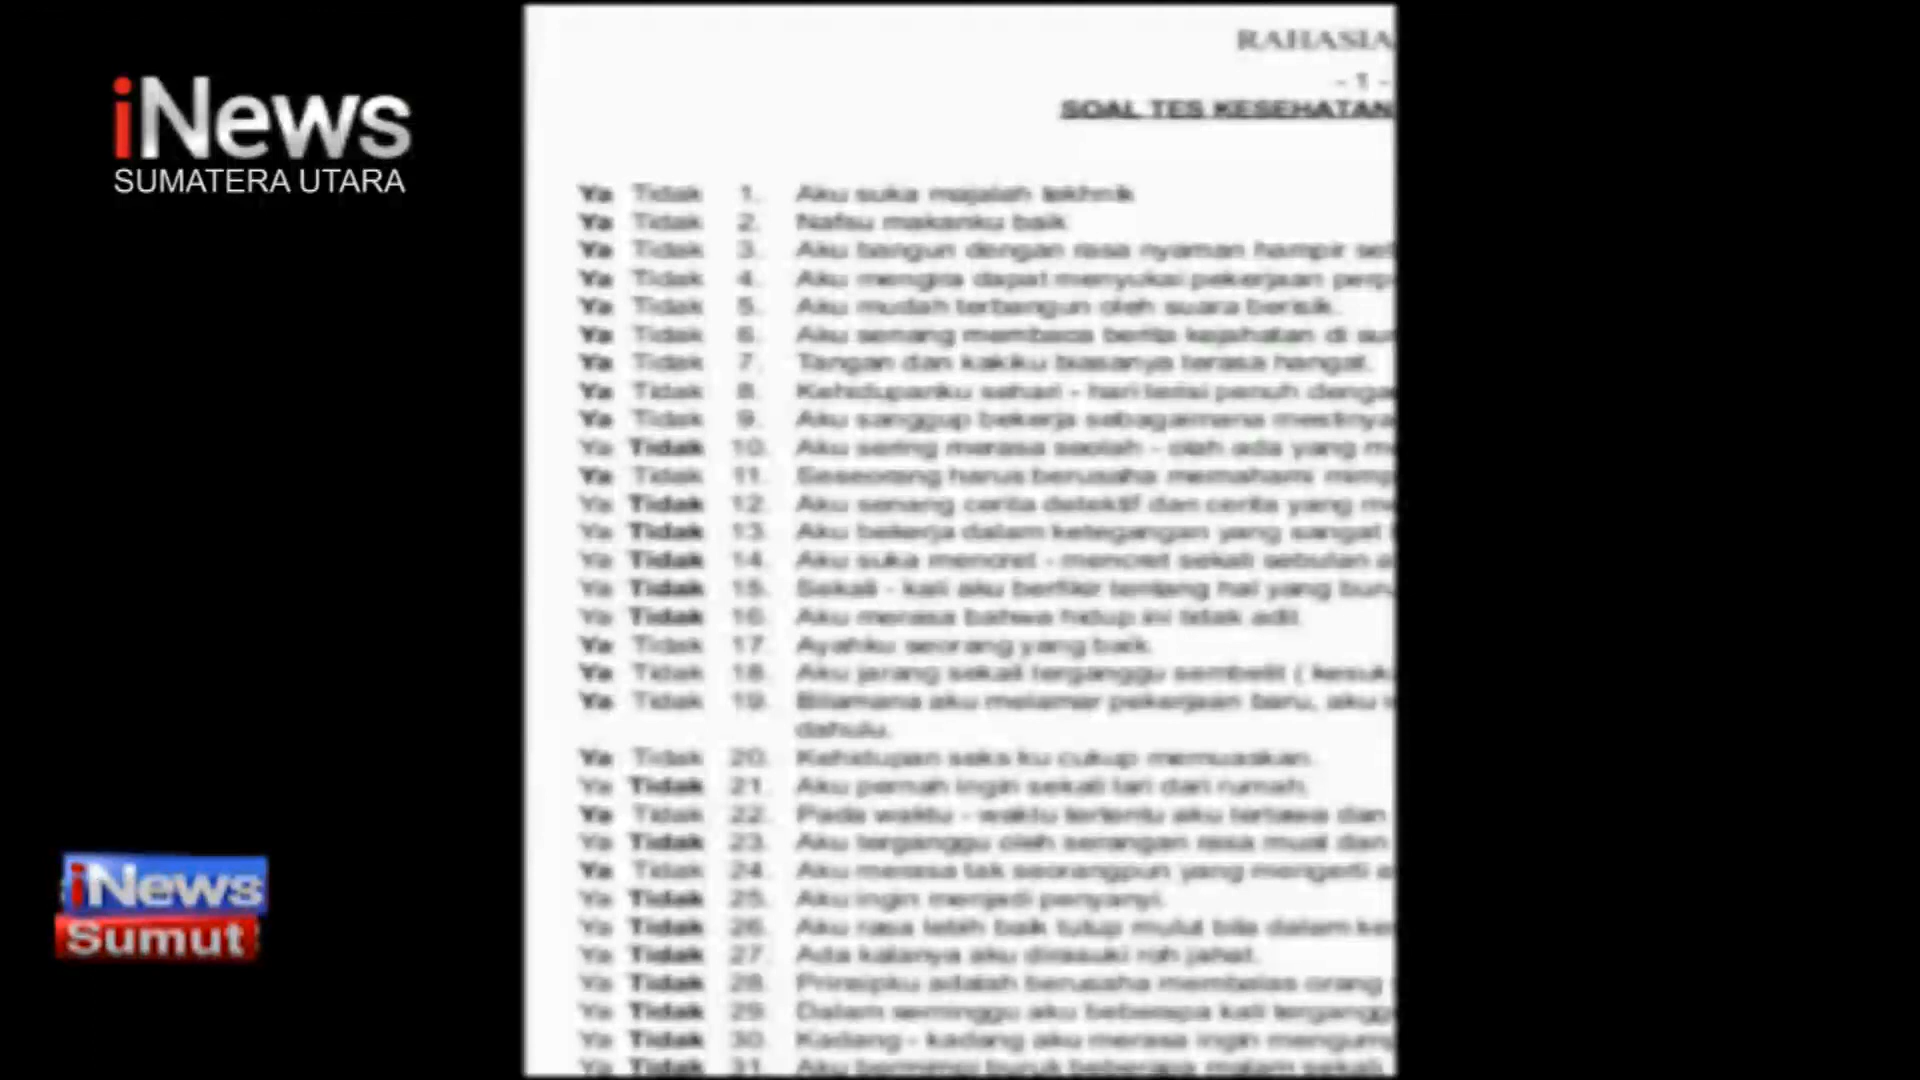 iNews
SUMATERA UTARA
RAHASIA
- 1 -
SOAL TES KESEHATAN
Ya Tidak 1. Aku suka majalah tekhnik
Ya Tidak 2. Nafsu makanku baik
Ya Tidak 3. Aku bangun dengan rasa nyaman hampir
Ya Tidak 4. Aku mengira dapat menyukai pekerjaan
Ya Tidak 5. Aku mudah terbangun oleh suara berisik.
Ya Tidak 6. Aku senang membaca berita kejahatan di
Ya Tidak 7. Tangan dan kakiku biasanya terasa hangat.
Ya Tidak 8. Kehidupanku sehari - hari terisi penuh
Ya Tidak 9. Aku sanggup bekerja sebagaimana mestinya
Ya Tidak 10. Aku sering merasa seolah - olah ada yang
Ya Tidak 11. Seseorang harus berusaha memahami
Ya Tidak 12. Aku senang cerita detektif dan cerita yang
Ya Tidak 13. Aku bekerja dalam ketegangan yang sangat
Ya Tidak 14. Aku suka mencret - mencret sekali sebulan
Ya Tidak 15. Sekali - kali aku berfikir tentang hal yang
Ya Tidak 16. Aku merasa bahwa hidup ini tidak adil.
Ya Tidak 17. Ayahku seorang yang baik.
Ya Tidak 18. Aku jarang sekali terganggu sembelit (
Ya Tidak 19. Bilamana aku melamar pekerjaan baru, aku
dahulu.
Ya Tidak 20. Kehidupan seks ku cukup memuaskan.
Ya Tidak 21. Aku pernah ingin sekali lari dari rumah.
Ya Tidak 22. Pada waktu - waktu tertentu aku tertawa dan
Ya Tidak 23. Aku terganggu oleh serangan rasa mual dan
Ya Tidak 24. Aku merasa tak seorangpun yang mengerti
Ya Tidak 25. Aku ingin menjadi penyanyi.
Ya Tidak 26. Aku rasa lebih baik tutup mulut bila dalam
Ya Tidak 27. Ada kalanya aku dirasuki roh jahat.
Ya Tidak 28. Prinsipku adalah berusaha membalas orang
Ya Tidak 29. Dalam seminggu aku beberapa kali
Ya Tidak 30. Kadang - kadang aku merasa ingin
Ya Tidak 31. Aku bermimpi buruk beberapa malam sekali.
iNews
Sumut